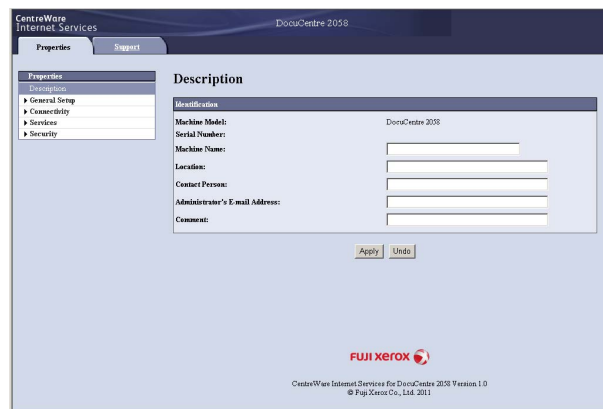 CentreWare
Internet Services
DocuCentre 2058
Properties
Support
Properties
Description
General Setup
Connectivity
Services
Security
Description
Identification
Machine Model: DocuCentre 2058
Serial Number:
Machine Name:
Location:
Contact Person:
Administrator's E-mail Address:
Comment:
Apply Undo
FUJI xerox
CentreWare Internet Services for DocuCentre 2058 Version 1.0
© Fuji Xerox Co., Ltd. 2011